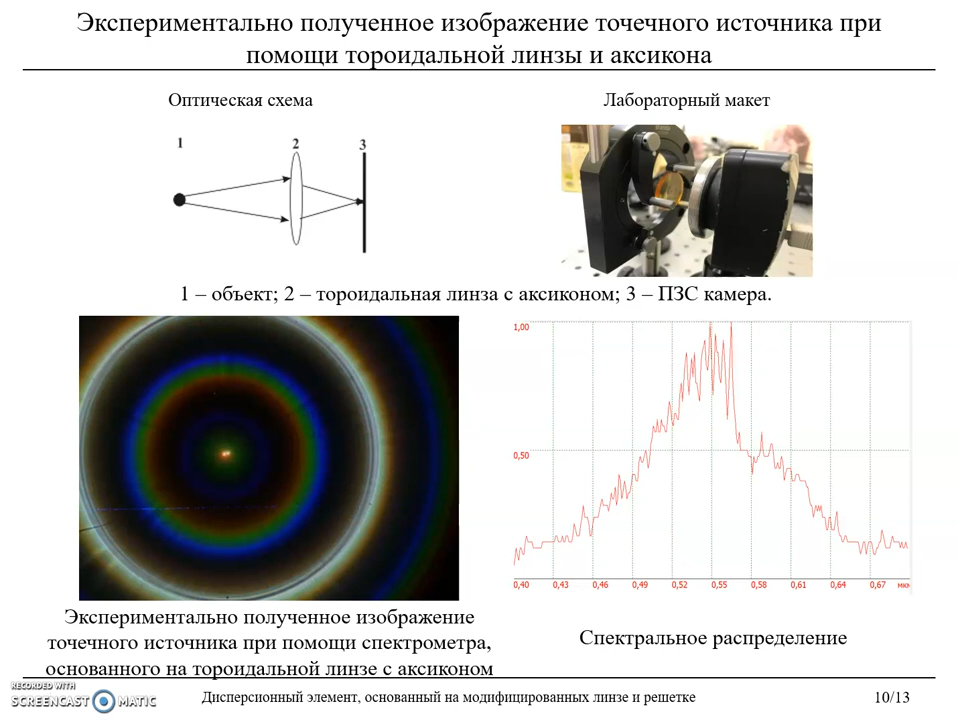 Экспериментально полученное изображение точечного источника при
помощи тороидальной линзы и аксикона
Оптическая схема
Лабораторный макет
1 2 3
1 – объект; 2 – тороидальная линза с аксиконом; 3 – ПЗС камера.
1,00
0,50
0,40 0,43 0,46 0,49 0,52 0,55 0,58 0,61 0,64 0,67 мкм
Экспериментально полученное изображение
точечного источника при помощи спектрометра,
основанного на тороидальной линзе с аксиконом
Спектральное распределение
RECORDED WITH
SCREENCAST MATIC
Дисперсионный элемент, основанный на модифицированных линзе и решетке
10/13